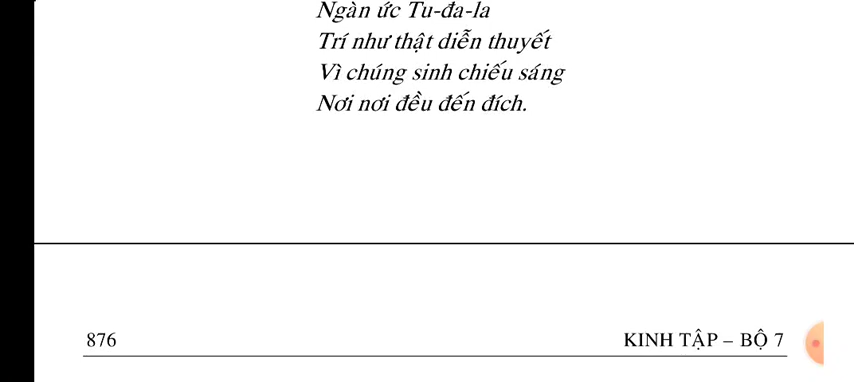 Ngàn ức Tu-đa-la
Trí như thật diễn thuyết
Vì chúng sinh chiếu sáng
Nơi nơi đều đến đích.
876
KINH TẬP – BỘ 7